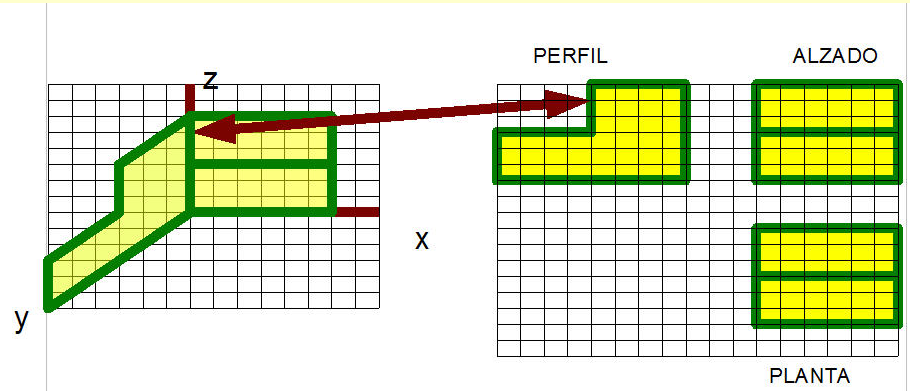 PERFIL
ALZADO
z
x
y
PLANTA